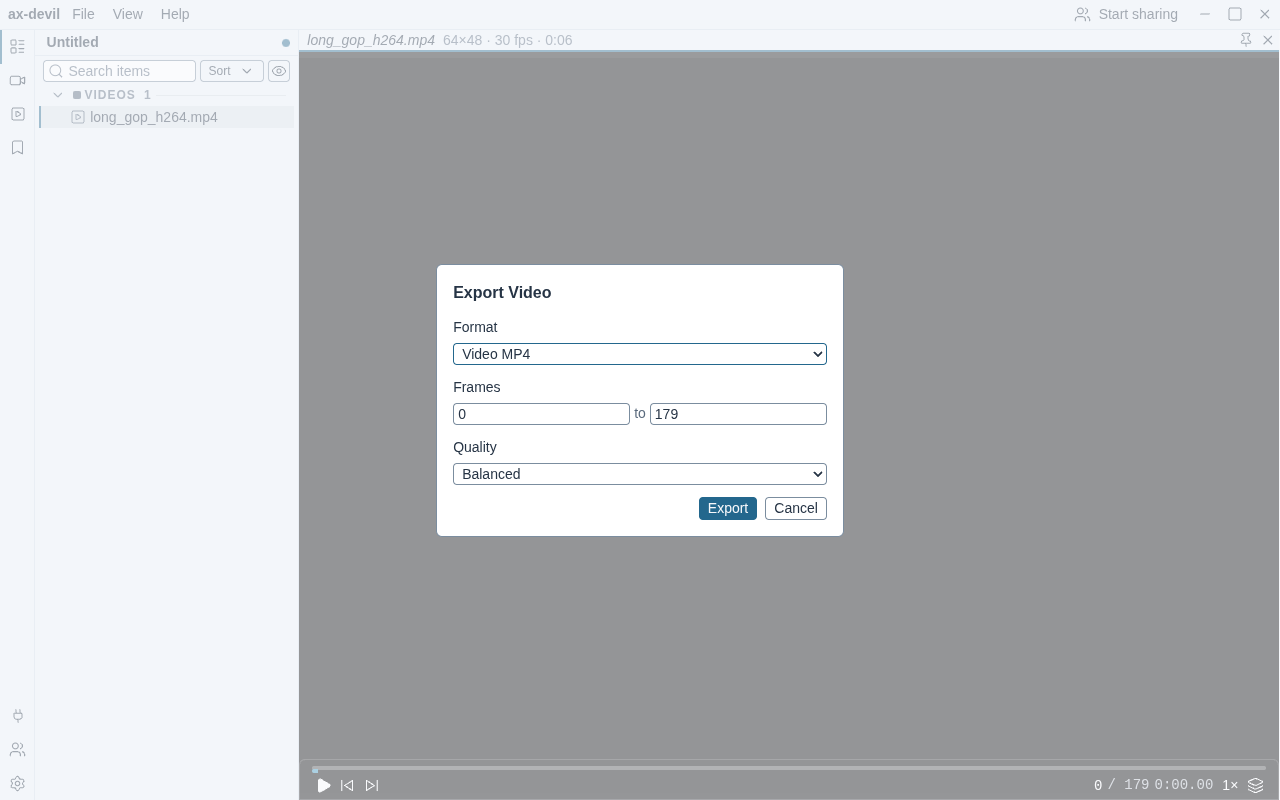 ax-devil File View Help Start sharing
Untitled
long_gop_h264.mp4 64×48 · 30 fps · 0:06
Search items Sort
VIDEOS 1
long_gop_h264.mp4
Export Video
Format
Video MP4
Frames
0 to 179
Quality
Balanced
Export Cancel
0 / 179 0:00.00 1×